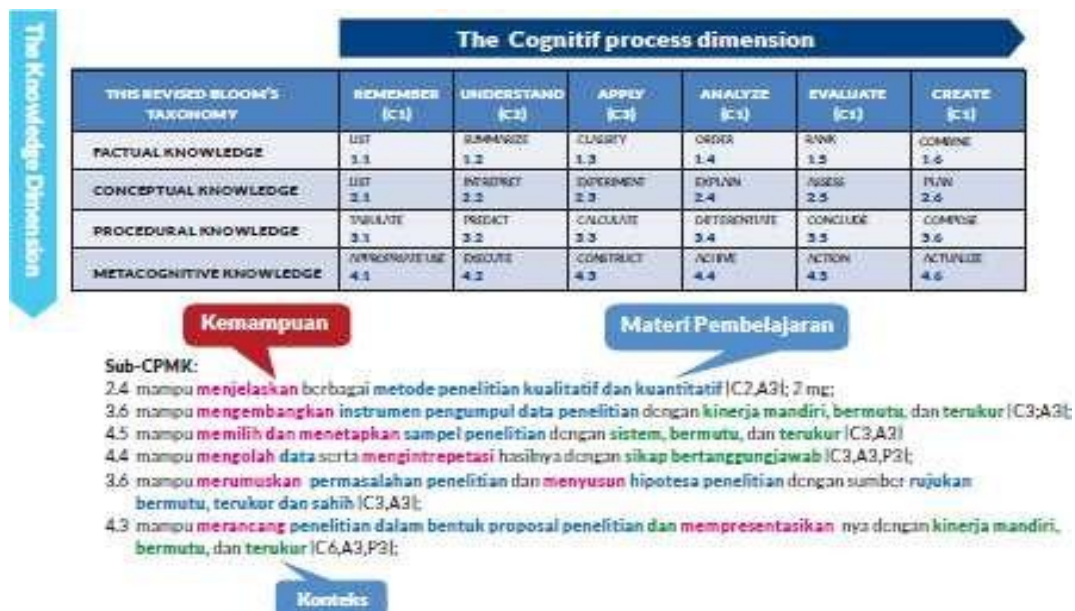 The Knowledge Dimension
The Cognitif process dimension
THIS REVISED BLOOM'S TAXONOMY
REMEMBER (C1)
UNDERSTAND (C2)
APPLY (C3)
ANALYZE (C1)
EVALUATE (C1)
CREATE (C1)
FACTUAL KNOWLEDGE
LIST 1.1
SUMMARIZE 1.2
CLASSIFY 1.3
ORDER 1.4
RANK 1.5
COMBINE 1.6
CONCEPTUAL KNOWLEDGE
LIST 2.1
INTREPRET 2.2
EXPERIMENT 2.3
EXPLAIN 2.4
ASSESS 2.5
PLAN 2.6
PROCEDURAL KNOWLEDGE
TABULATE 3.1
PREDICT 3.2
CALCULATE 3.3
DIFFERENTIATE 3.4
CONCLUDE 3.5
COMPOSE 3.6
METACOGNITIVE KNOWLEDGE
APPROPRIATE USE 4.1
EXECUTE 4.2
CONSTRUCT 4.3
4.4
ACTION 4.5
ACTUALIZE 4.6
Kemampuan
Materi Pembelajaran
Sub-CPMK:
2.4 mampu menjelaskan berbagai metode penelitian kualitatif dan kuantitatif [C2,A3]; 2 mg;
3.6 mampu mengembangkan instrumen pengumpul data penelitian dengan kinerja mandiri, bermutu, dan terukur [C3;A3];
4.5 mampu memilih dan menetapkan sampel penelitian dengan sistem, bermutu, dan terukur [C3,A3]
4.4 mampu mengolah data serta mengintrepetasi hasilnya dengan sikap bertanggungjawab [C3,A3,P3];
3.6 mampu merumuskan permasalahan penelitian dan menyusun hipotesa penelitian dengan sumber rujukan
bermutu, terukur dan sahih [C3,A3];
4.3 mampu merancang penelitian dalam bentuk proposal penelitian dan mempresentasikan nya dengan kinerja mandiri,
bermutu, dan terukur [C6,A3,P3];
Konteks